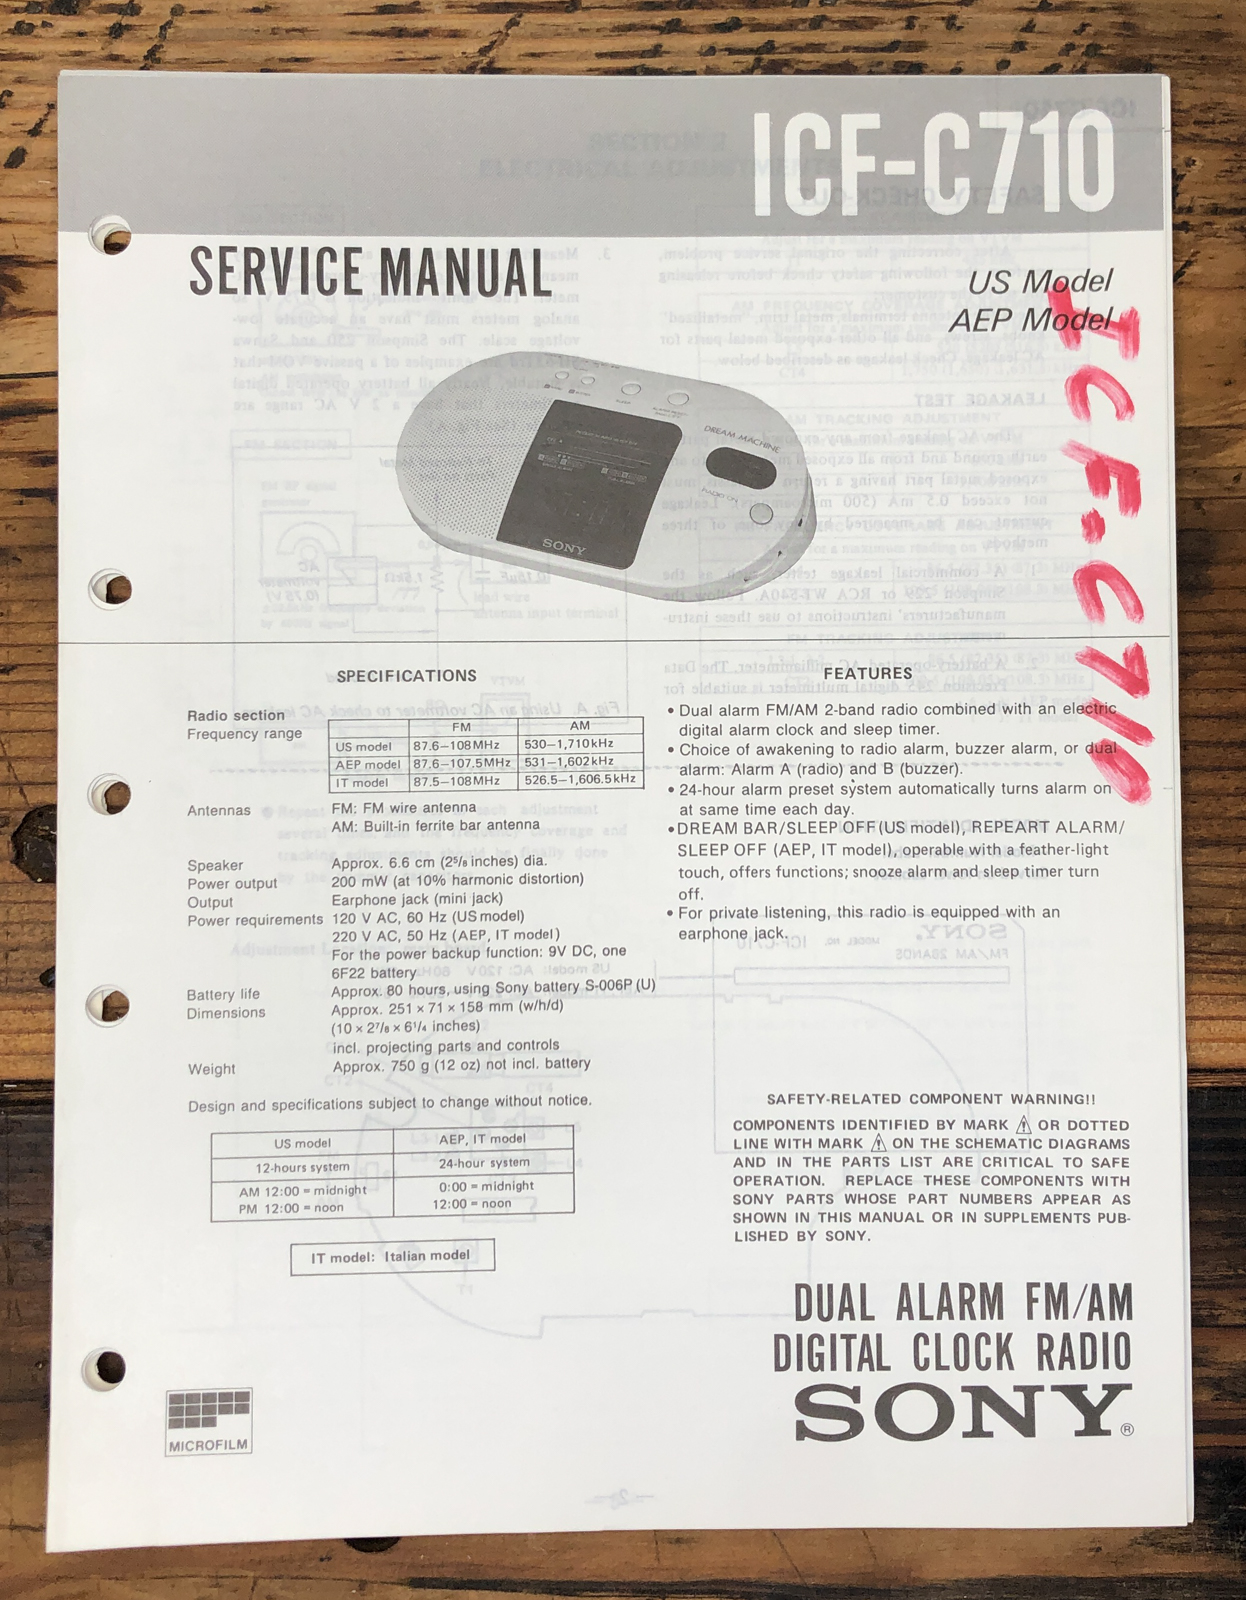 ICF-C710
SERVICE MANUAL
US Model
AEP Model
ICF-C710
DREAM MACHINE
RADIO ON
SONY
SPECIFICATIONS
Radio section
Frequency range
FM AM
US model 87.6–108MHz 530–1,710kHz
AEP model 87.6–107.5MHz 531–1,602kHz
IT model 87.5–108MHz 526.5–1,606.5kHz
Antennas FM: FM wire antenna
AM: Built-in ferrite bar antenna
Speaker Approx. 6.6 cm (2⁵/₈ inches) dia.
Power output 200 mW (at 10% harmonic distortion)
Output Earphone jack (mini jack)
Power requirements 120 V AC, 60 Hz (US model)
220 V AC, 50 Hz (AEP, IT model)
For the power backup function: 9V DC, one
6F22 battery
Battery life Approx. 80 hours, using Sony battery S-006P (U)
Dimensions Approx. 251 × 71 × 158 mm (w/h/d)
(10 × 2⁷/₈ × 6¹/₄ inches)
incl. projecting parts and controls
Weight Approx. 750 g (12 oz) not incl. battery
Design and specifications subject to change without notice.
US model AEP, IT model
12-hours system 24-hour system
AM 12:00 = midnight 0:00 = midnight
PM 12:00 = noon 12:00 = noon
IT model: Italian model
FEATURES
• Dual alarm FM/AM 2-band radio combined with an electric
digital alarm clock and sleep timer.
• Choice of awakening to radio alarm, buzzer alarm, or dual
alarm: Alarm A (radio) and B (buzzer).
• 24-hour alarm preset system automatically turns alarm on
at same time each day.
• DREAM BAR/SLEEP OFF (US model), REPEART ALARM/
SLEEP OFF (AEP, IT model), operable with a feather-light
touch, offers functions; snooze alarm and sleep timer turn
off.
• For private listening, this radio is equipped with an
earphone jack.
SAFETY-RELATED COMPONENT WARNING!!
COMPONENTS IDENTIFIED BY MARK ⚠ OR DOTTED
LINE WITH MARK ⚠ ON THE SCHEMATIC DIAGRAMS
AND IN THE PARTS LIST ARE CRITICAL TO SAFE
OPERATION. REPLACE THESE COMPONENTS WITH
SONY PARTS WHOSE PART NUMBERS APPEAR AS
SHOWN IN THIS MANUAL OR IN SUPPLEMENTS PUB-
LISHED BY SONY.
DUAL ALARM FM/AM
DIGITAL CLOCK RADIO
SONY®
MICROFILM